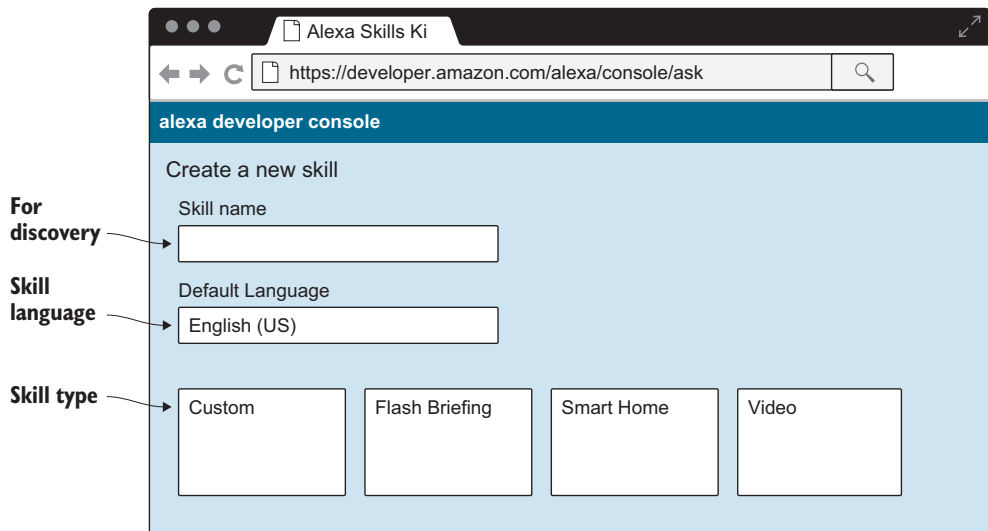 Alexa Skills Ki
https://developer.amazon.com/alexa/console/ask
alexa developer console
Create a new skill
For
discovery
Skill name
Skill
language
Default Language
English (US)
Skill type
Custom
Flash Briefing
Smart Home
Video